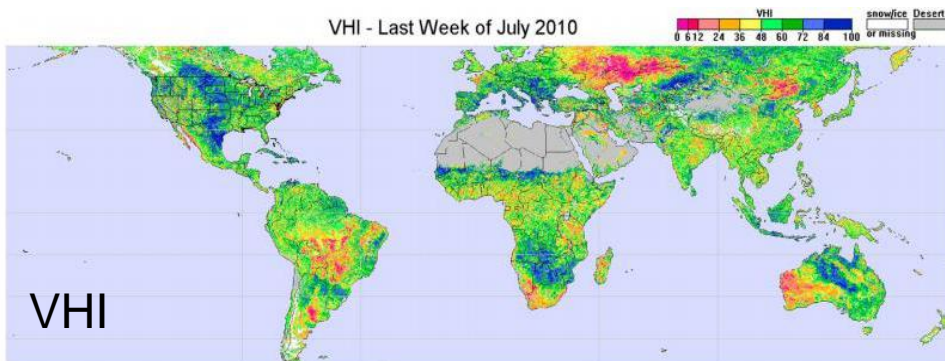 VHI - Last Week of July 2010
VHI
0 6 12 24 36 48 60 72 84 100
snow/ice
or missing
Desert
VHI